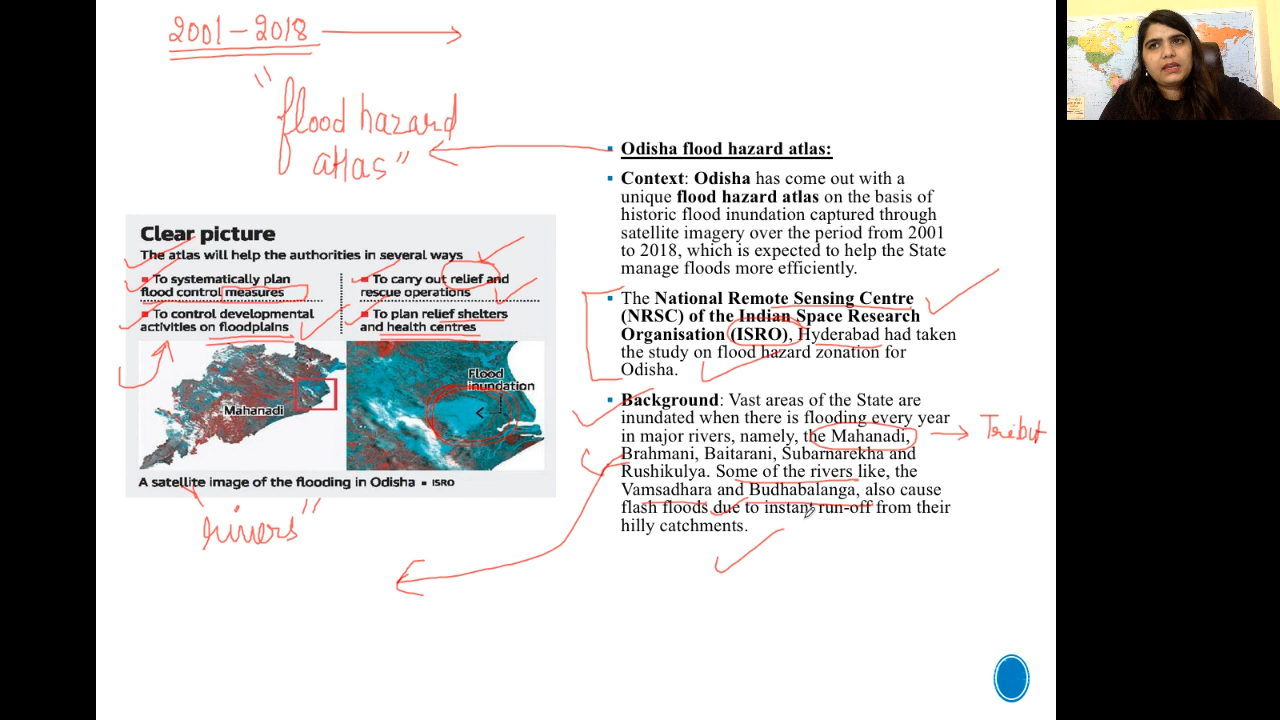 2001-2018
"flood hazard
atlas"
Clear picture
The atlas will help the authorities in several ways
▪ To systematically plan
flood control measures
▪ To control developmental
activities on floodplains
▪ To carry out relief and
rescue operations
▪ To plan relief shelters
and health centres
Mahanadi
Flood
inundation
A satellite image of the flooding in Odisha ▪ ISRO
rivers"
▪ Odisha flood hazard atlas:
▪ Context: Odisha has come out with a
unique flood hazard atlas on the basis of
historic flood inundation captured through
satellite imagery over the period from 2001
to 2018, which is expected to help the State
manage floods more efficiently.
▪ The National Remote Sensing Centre
(NRSC) of the Indian Space Research
Organisation (ISRO), Hyderabad had taken
the study on flood hazard zonation for
Odisha.
▪ Background: Vast areas of the State are
inundated when there is flooding every year
in major rivers, namely, the Mahanadi,
Brahmani, Baitarani, Subarnarekha and
Rushikulya. Some of the rivers like, the
Vamsadhara and Budhabalanga, also cause
flash floods due to instant run-off from their
hilly catchments.
Tribut